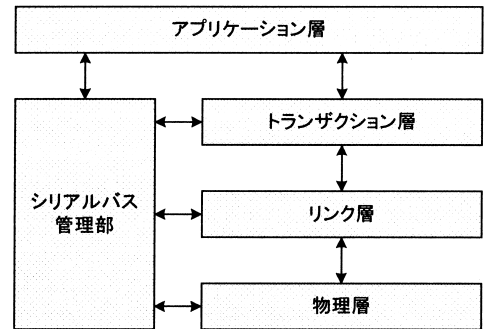 アプリケーション層
トランザクション層
シリアルバス
管理部
リンク層
物理層